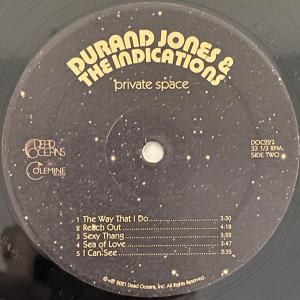 DURAND JONES &
THE INDICATIONS
private space
DEAD
OCEANS
COLEMINE
DOC222
33 1/3 RPM
SIDE TWO
1 The Way That I Do 3:30
2 Reach Out 4:18
3 Sexy Thang 3:22
4 Sea of Love 3:47
5 I Can See 3:35
©+℗ 2021 Dead Oceans, Inc. All Rights Reserved.